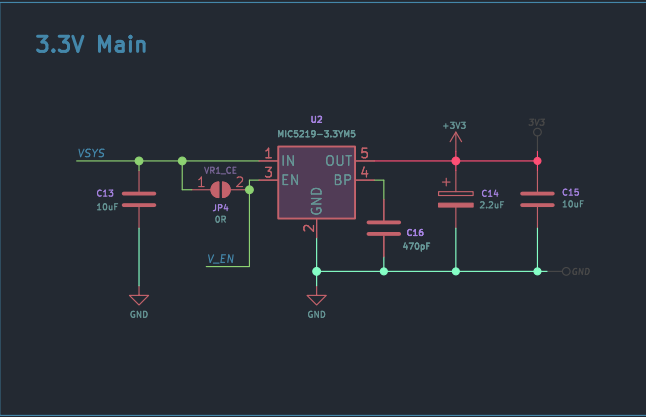 3.3V Main
U2
MIC5219-3.3YM5
+3V3
3V3
VSYS
1
IN
OUT
5
3
EN
BP
4
VR1_CE
1
2
JP4
0R
GND
2
C13
10uF
C14
2.2uF
+
C15
10uF
C16
470pF
V_EN
GND
GND
GND